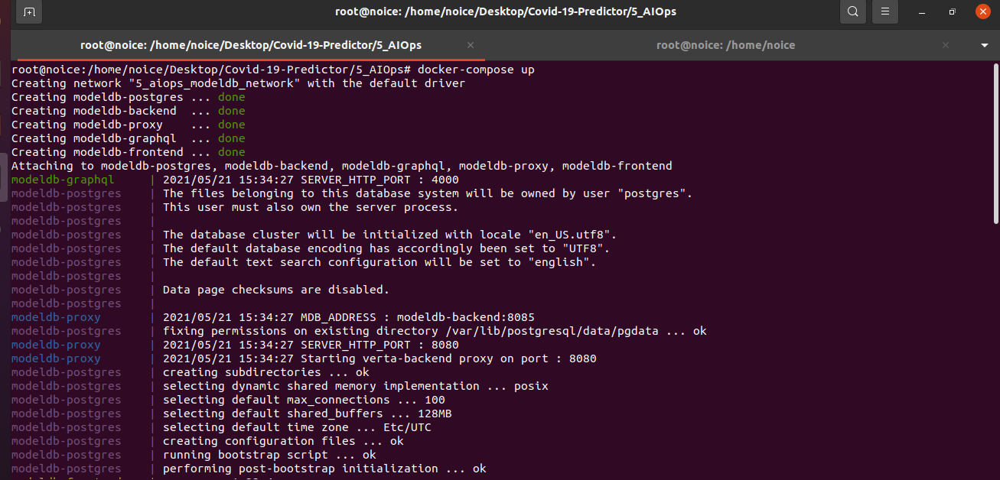 root@noice: /home/noice/Desktop/Covid-19-Predictor/5_AIOps
root@noice: /home/noice/Desktop/Covid-19-Predictor/5_AIOps
root@noice: /home/noice
root@noice:/home/noice/Desktop/Covid-19-Predictor/5_AIOps# docker-compose up
Creating network "5_aiops_modeldb_network" with the default driver
Creating modeldb-postgres ... done
Creating modeldb-backend  ... done
Creating modeldb-proxy    ... done
Creating modeldb-graphql  ... done
Creating modeldb-frontend ... done
Attaching to modeldb-postgres, modeldb-backend, modeldb-graphql, modeldb-proxy, modeldb-frontend
modeldb-graphql     | 2021/05/21 15:34:27 SERVER_HTTP_PORT : 4000
modeldb-postgres    | The files belonging to this database system will be owned by user "postgres".
modeldb-postgres    | This user must also own the server process.
modeldb-postgres    |
modeldb-postgres    | The database cluster will be initialized with locale "en_US.utf8".
modeldb-postgres    | The default database encoding has accordingly been set to "UTF8".
modeldb-postgres    | The default text search configuration will be set to "english".
modeldb-postgres    |
modeldb-postgres    | Data page checksums are disabled.
modeldb-postgres    |
modeldb-proxy       | 2021/05/21 15:34:27 MDB_ADDRESS : modeldb-backend:8085
modeldb-postgres    | fixing permissions on existing directory /var/lib/postgresql/data/pgdata ... ok
modeldb-proxy       | 2021/05/21 15:34:27 SERVER_HTTP_PORT : 8080
modeldb-proxy       | 2021/05/21 15:34:27 Starting verta-backend proxy on port : 8080
modeldb-postgres    | creating subdirectories ... ok
modeldb-postgres    | selecting dynamic shared memory implementation ... posix
modeldb-postgres    | selecting default max_connections ... 100
modeldb-postgres    | selecting default shared_buffers ... 128MB
modeldb-postgres    | selecting default time zone ... Etc/UTC
modeldb-postgres    | creating configuration files ... ok
modeldb-postgres    | running bootstrap script ... ok
modeldb-postgres    | performing post-bootstrap initialization ... ok